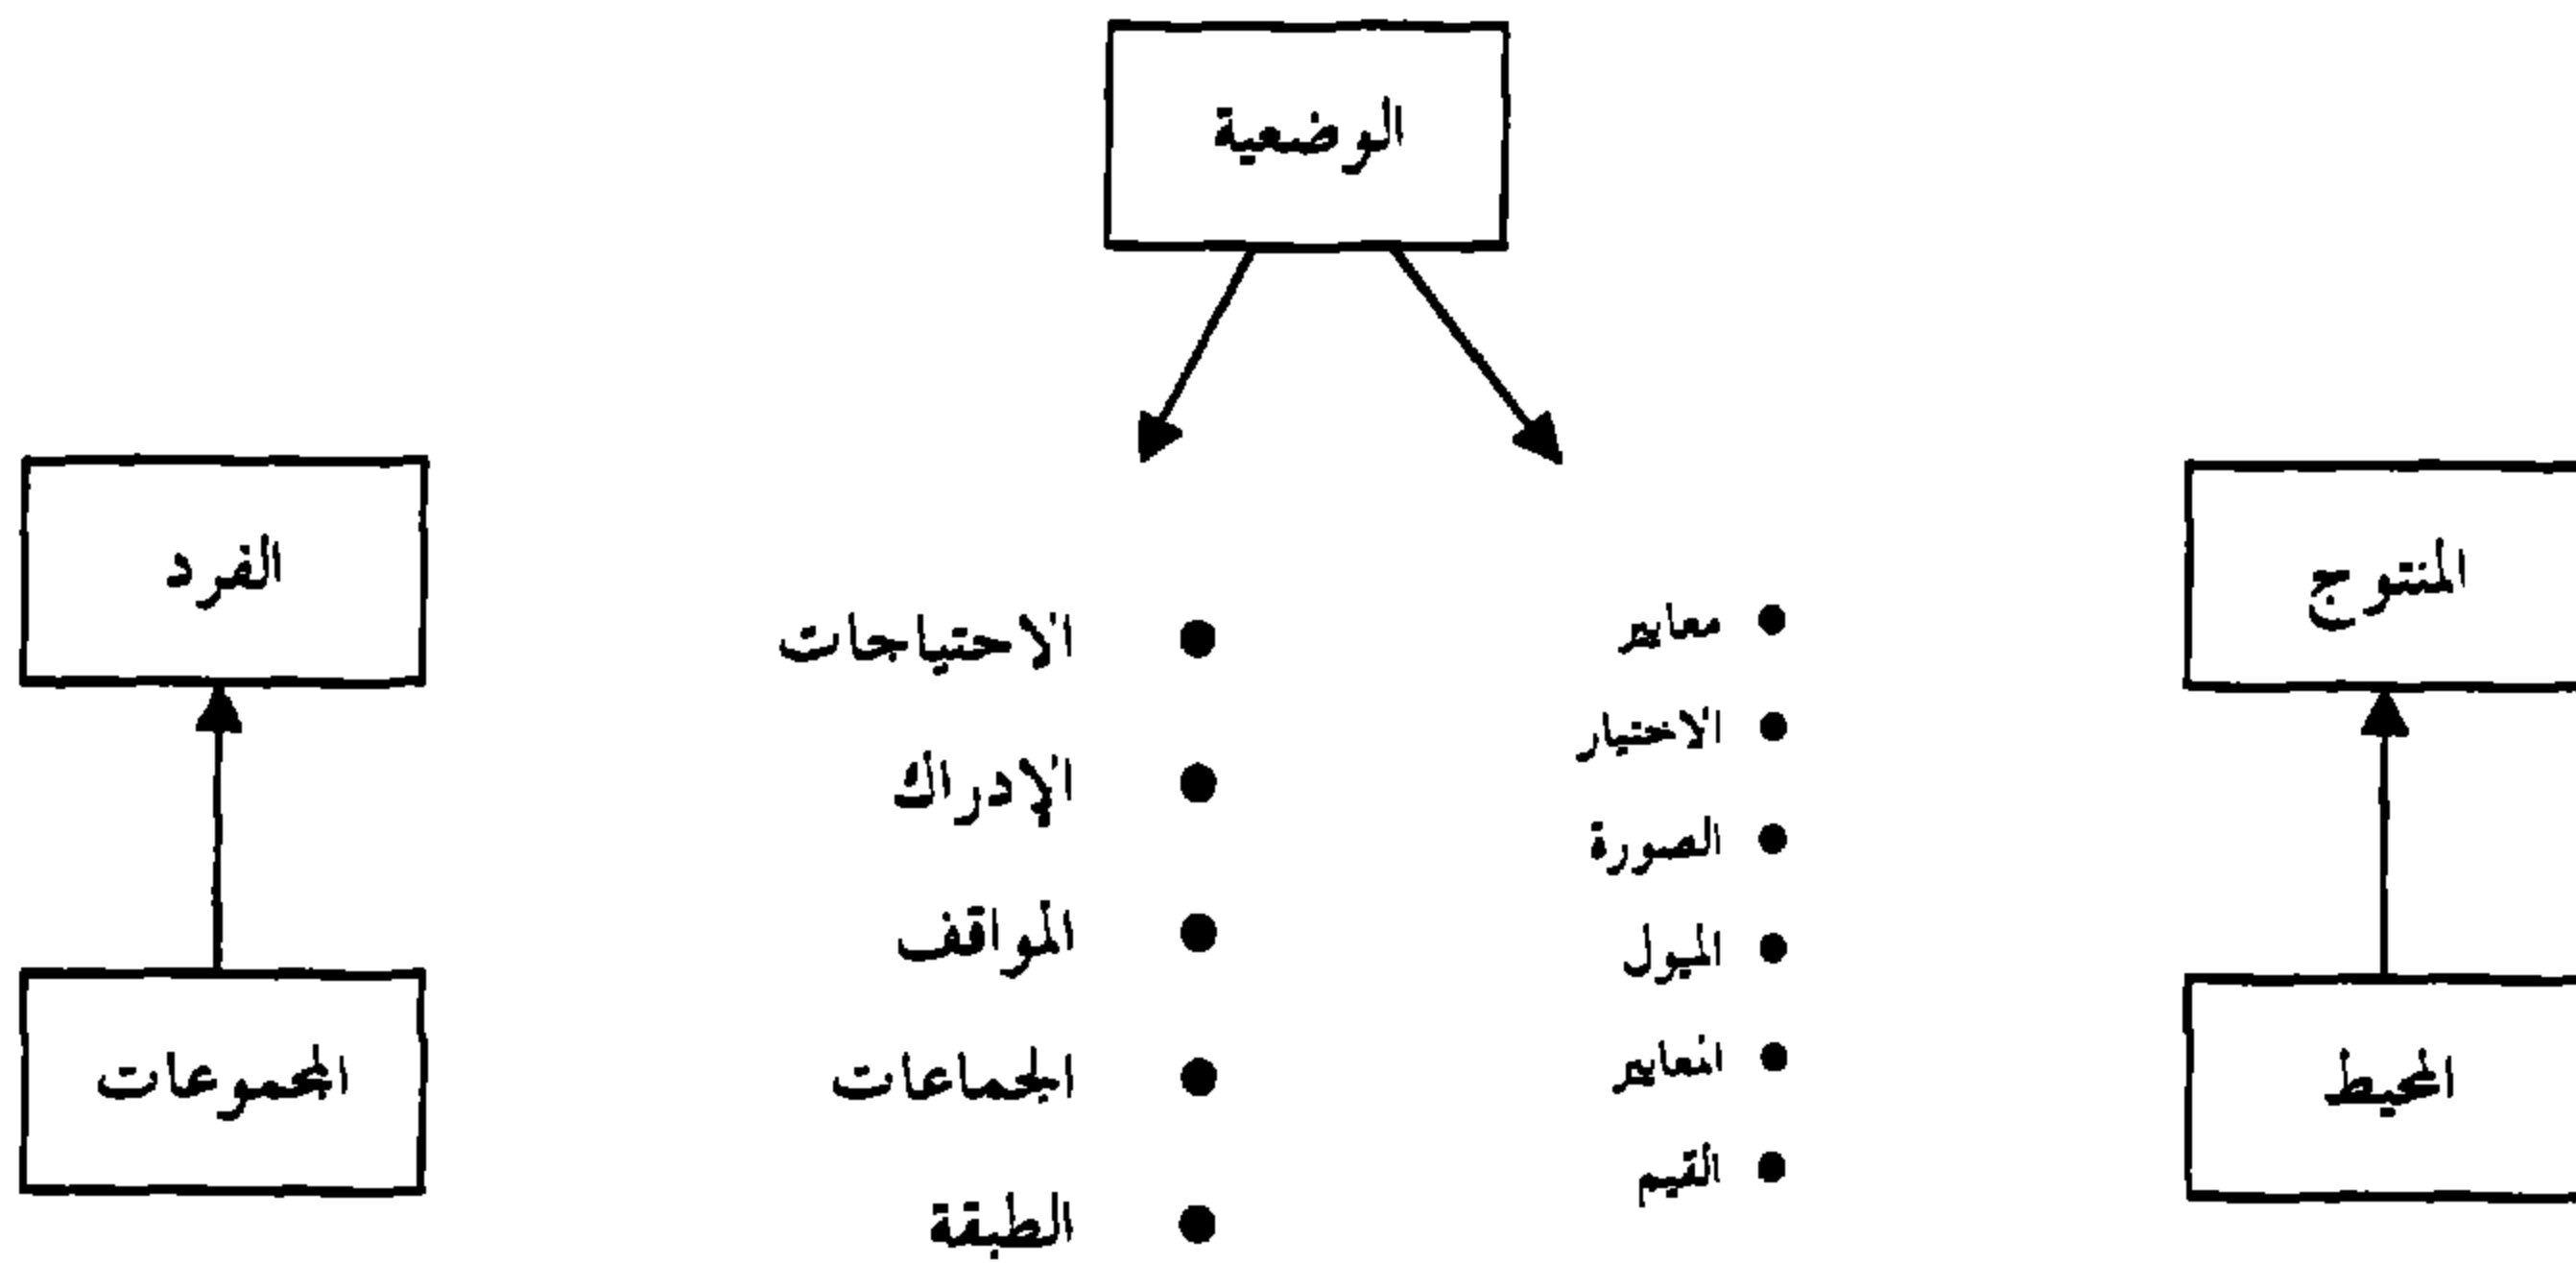 الوضعية
المنتوج
المحيط
معايير
الاختيار
الصورة
الميول
المعايير
القيم
الاحتياجات
الإدراك
المواقف
الجماعات
الطبقة
الفرد
المجموعات